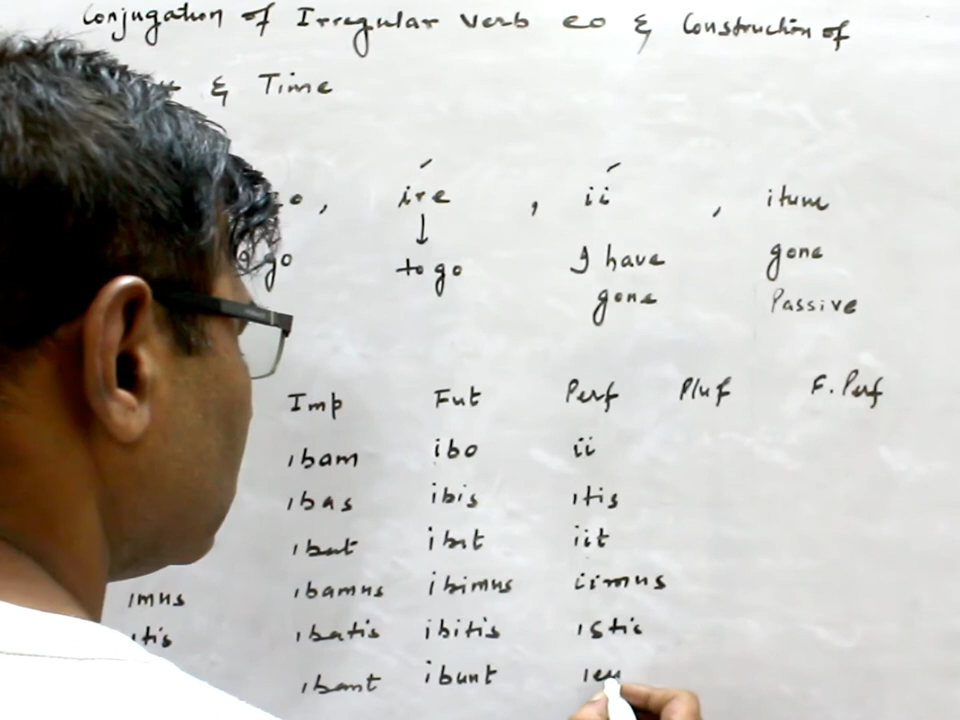 Conjugation of Irregular verb eo & Construction of
& Time
, ire , ii , itum
go to go I have gone
gone Passive
Imp Fut Perf Pluf F. Perf
ibam ibo ii
ibas ibis itis
ibat ibit iit
imus ibamus ibimus iimus
itis ibatis ibitis istis
ibant ibunt